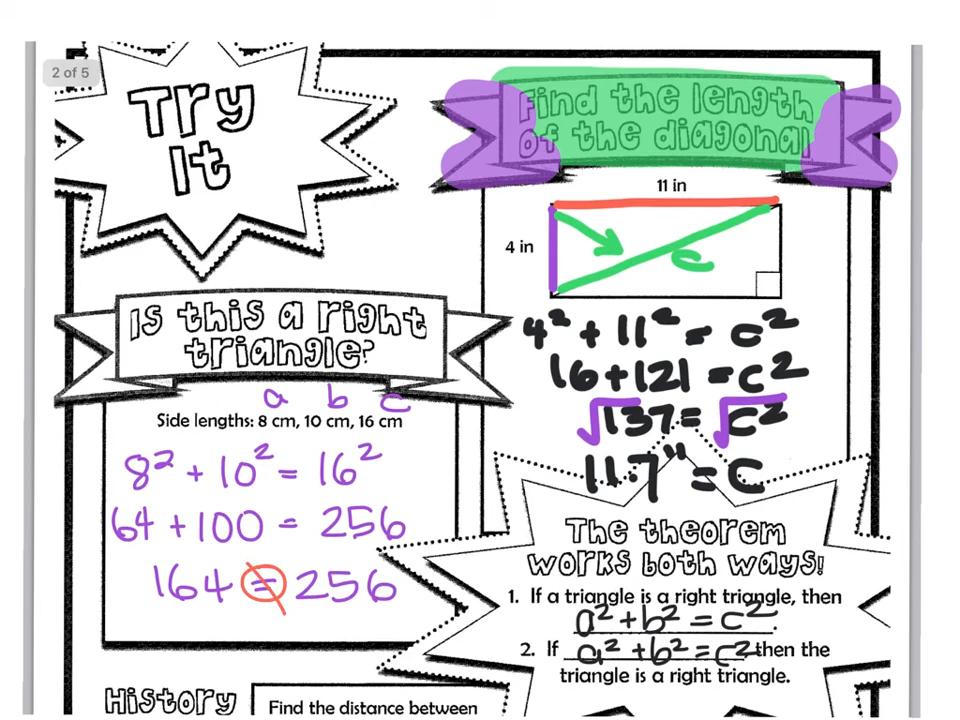 2 of 5
Try
It
Is this a right
triangle?
a b c
Side lengths: 8 cm, 10 cm, 16 cm
8² + 10² = 16²
64 + 100 = 256
164 = 256
History
Find the distance between
Find the length
of the diagonal
11 in
4 in
c
4² + 11² = c²
16 + 121 = c²
√137 = √c²
11.7" = C
The theorem
works both ways!
1. If a triangle is a right triangle, then
a² + b² = c².
2. If a² + b² = c² then the
triangle is a right triangle.